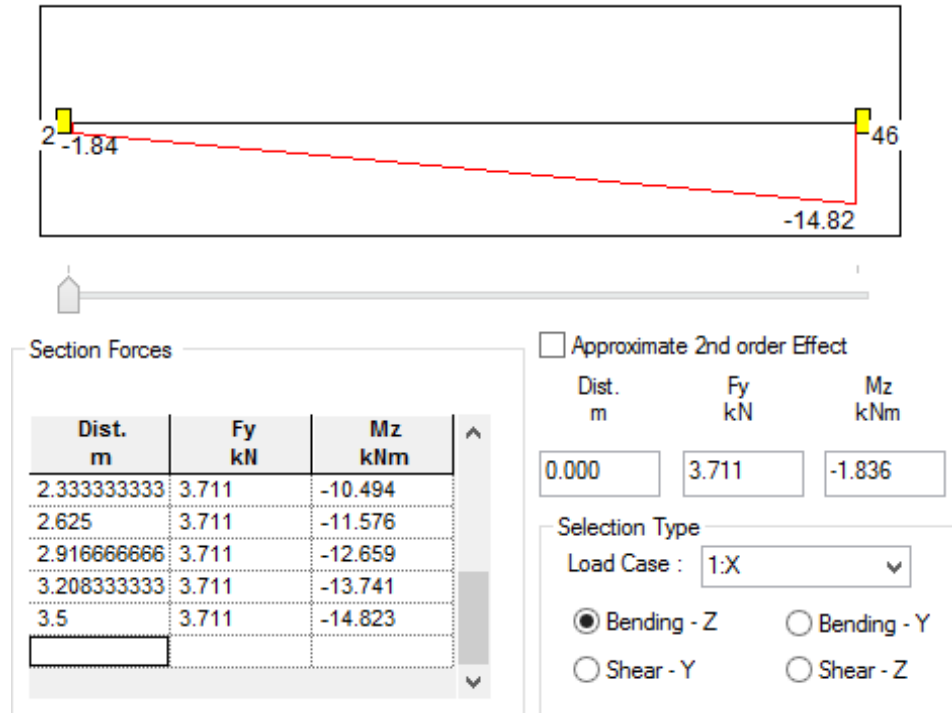 2
-1.84
46
-14.82
Section Forces
Dist. Fy Mz
m kN kNm
2.333333333 3.711 -10.494
2.625 3.711 -11.576
2.916666666 3.711 -12.659
3.208333333 3.711 -13.741
3.5 3.711 -14.823
Approximate 2nd order Effect
Dist. Fy Mz
m kN kNm
0.000 3.711 -1.836
Selection Type
Load Case : 1:X
Bending - Z Bending - Y
Shear - Y Shear - Z